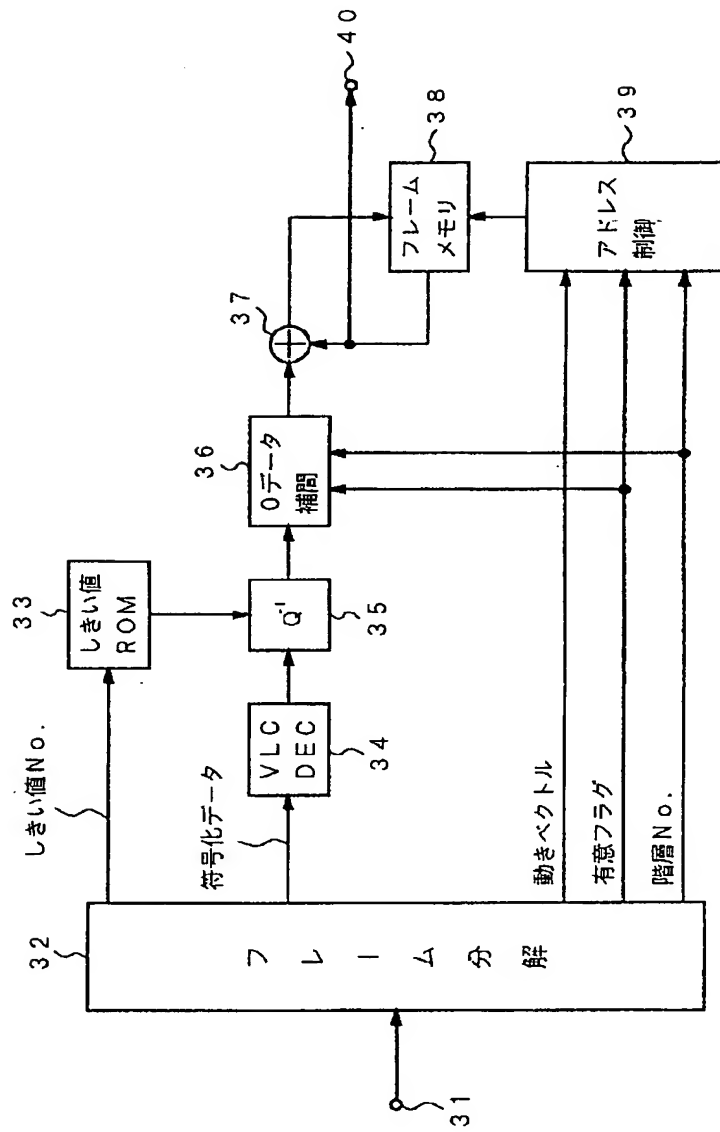 31
32
フレーム分解
しきい値No.
33
しきい値
ROM
符号化データ
VLC
DEC
34
Q⁻¹
35
36
0データ
補間
37
動きベクトル
有意フラグ
階層No.
フレーム
メモリ
38
アドレス
制御
39
40